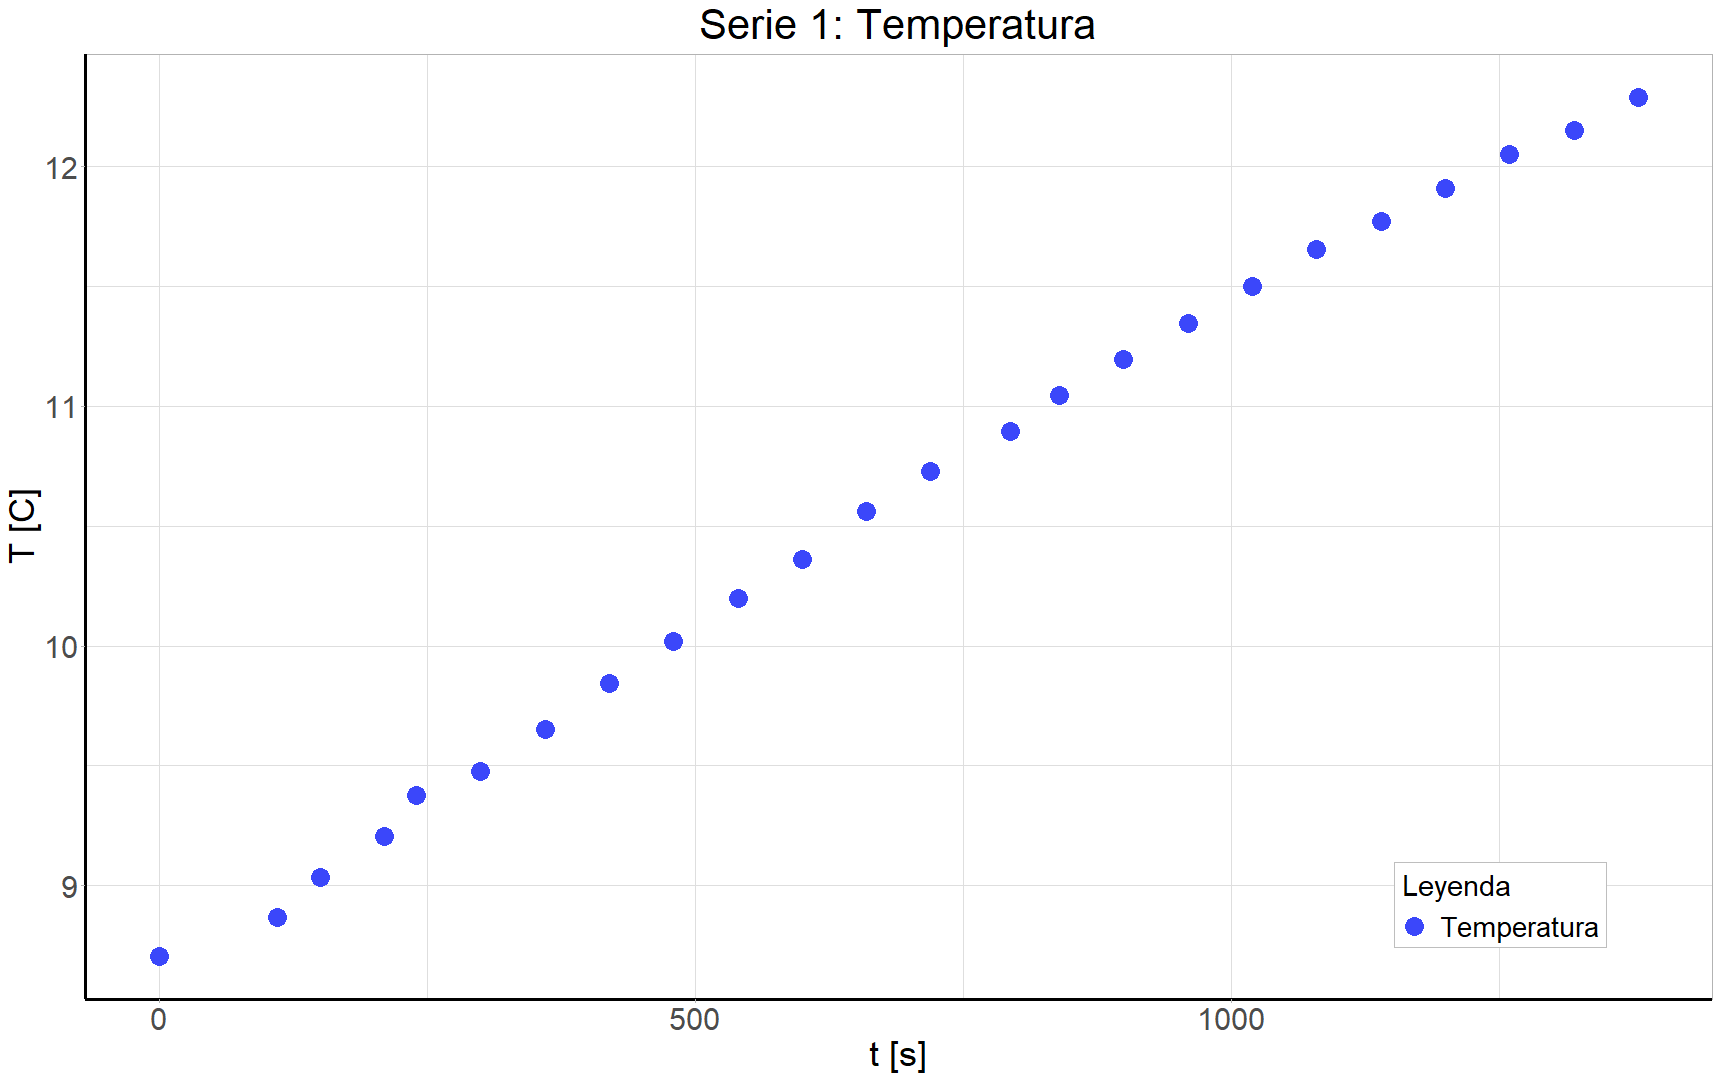 Serie 1: Temperatura
12
11
10
9
T [C]
0
500
1000
t [s]
Leyenda
Temperatura